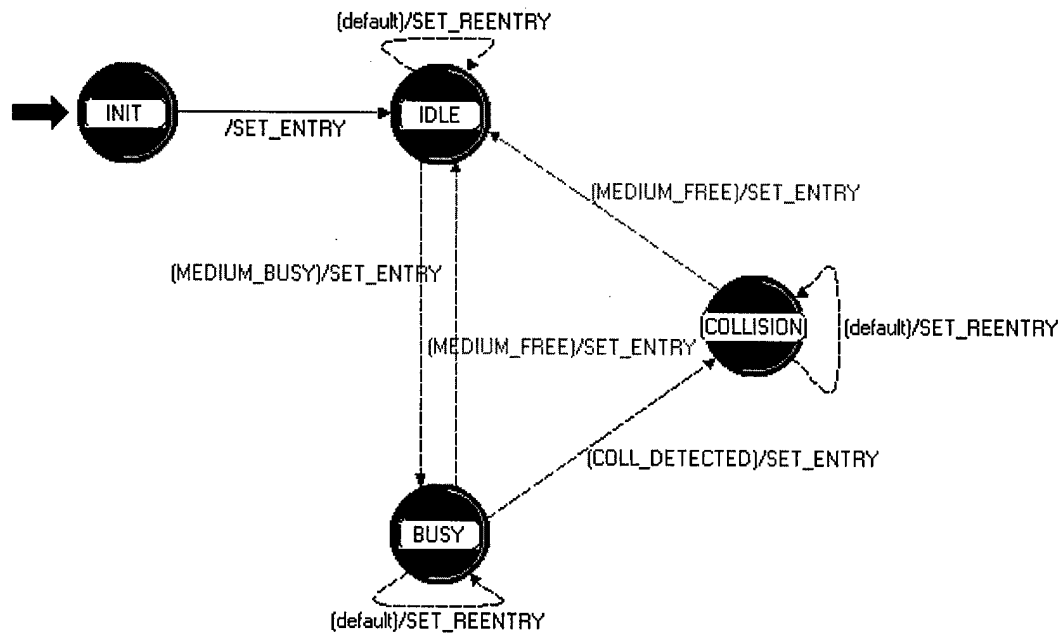 (default)/SET_REENTRY
INIT
IDLE
/SET_ENTRY
(MEDIUM_FREE)/SET_ENTRY
(MEDIUM_BUSY)/SET_ENTRY
COLLISION
(default)/SET_REENTRY
(MEDIUM_FREE)/SET_ENTRY
(COLL_DETECTED)/SET_ENTRY
BUSY
(default)/SET_REENTRY